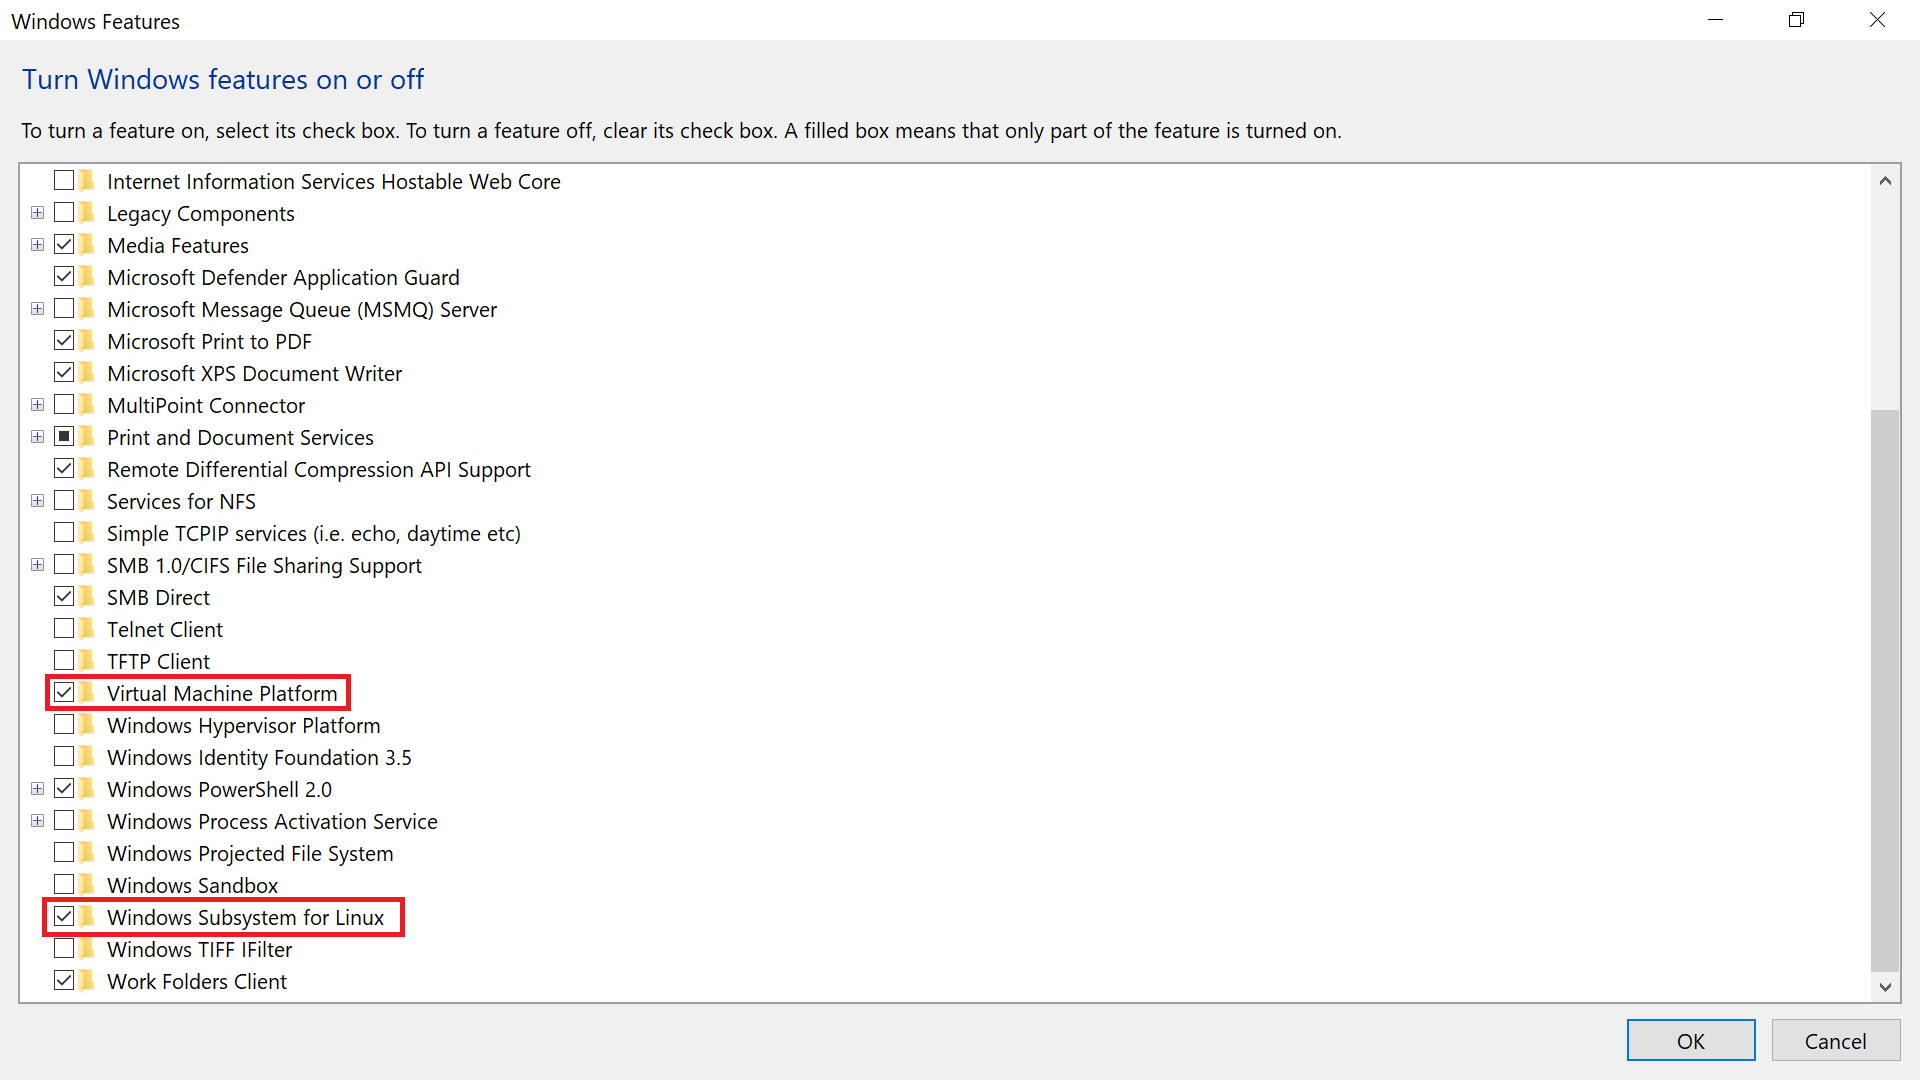 Windows Features
Turn Windows features on or off
To turn a feature on, select its check box. To turn a feature off, clear its check box. A filled box means that only part of the feature is turned on.
Internet Information Services Hostable Web Core
Legacy Components
Media Features
Microsoft Defender Application Guard
Microsoft Message Queue (MSMQ) Server
Microsoft Print to PDF
Microsoft XPS Document Writer
MultiPoint Connector
Print and Document Services
Remote Differential Compression API Support
Services for NFS
Simple TCPIP services (i.e. echo, daytime etc)
SMB 1.0/CIFS File Sharing Support
SMB Direct
Telnet Client
TFTP Client
Virtual Machine Platform
Windows Hypervisor Platform
Windows Identity Foundation 3.5
Windows PowerShell 2.0
Windows Process Activation Service
Windows Projected File System
Windows Sandbox
Windows Subsystem for Linux
Windows TIFF IFilter
Work Folders Client
OK
Cancel